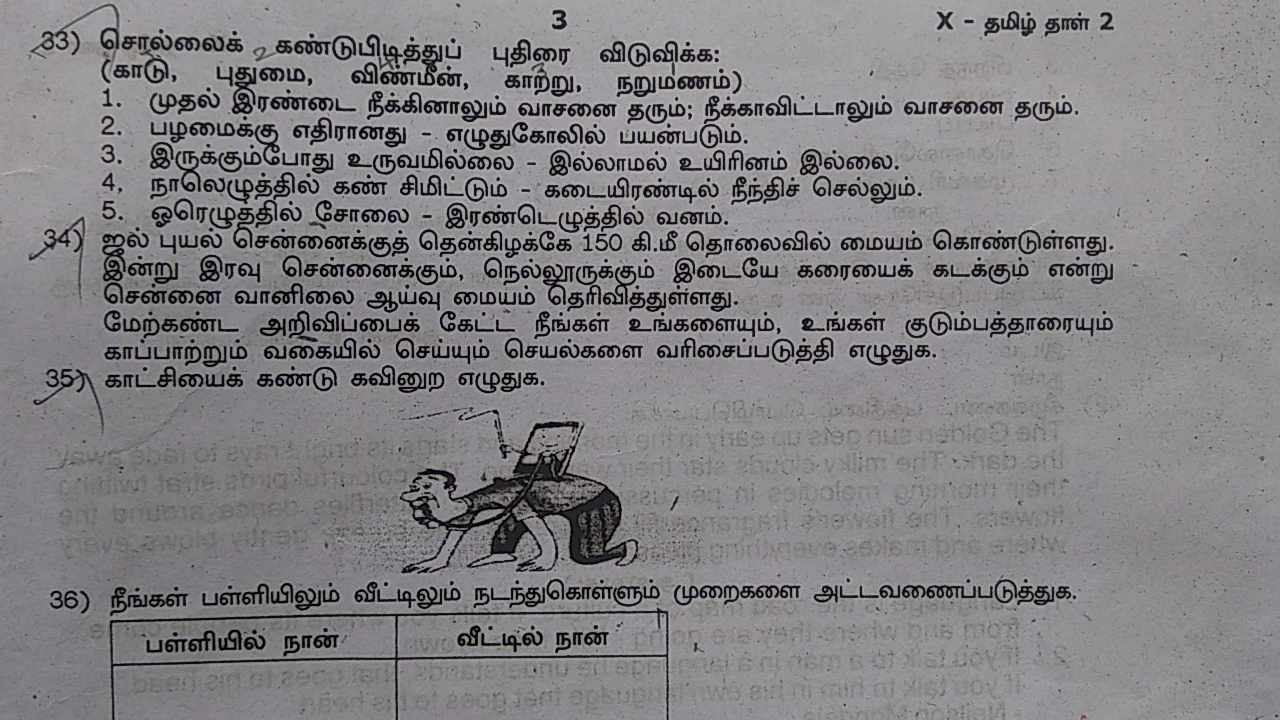 3
X - தமிழ் தாள் 2
33) சொல்லைக் கண்டுபிடித்துப் புதிரை விடுவிக்க:
(காடு, புதுமை, விண்மீன், காற்று, நறுமணம்)
1. முதல் இரண்டை நீக்கினாலும் வாசனை தரும்; நீக்காவிட்டாலும் வாசனை தரும்.
2. பழமைக்கு எதிரானது - எழுதுகோலில் பயன்படும்.
3. இருக்கும்போது உருவமில்லை - இல்லாமல் உயிரினம் இல்லை.
4, நாலெழுத்தில் கண் சிமிட்டும் - கடையிரண்டில் நீந்திச் செல்லும்.
5. ஓரெழுத்தில் சோலை - இரண்டெழுத்தில் வனம்.
34) ஜல் புயல் சென்னைக்குத் தென்கிழக்கே 150 கி.மீ தொலைவில் மையம் கொண்டுள்ளது.
இன்று இரவு சென்னைக்கும், நெல்லூருக்கும் இடையே கரையைக் கடக்கும் என்று
சென்னை வானிலை ஆய்வு மையம் தெரிவித்துள்ளது.
மேற்கண்ட அறிவிப்பைக் கேட்ட நீங்கள் உங்களையும், உங்கள் குடும்பத்தாரையும்
காப்பாற்றும் வகையில் செய்யும் செயல்களை வரிசைப்படுத்தி எழுதுக.
35) காட்சியைக் கண்டு கவினுற எழுதுக.
36) நீங்கள் பள்ளியிலும் வீட்டிலும் நடந்துகொள்ளும் முறைகளை அட்டவணைப்படுத்துக.
பள்ளியில் நான்
வீட்டில் நான்